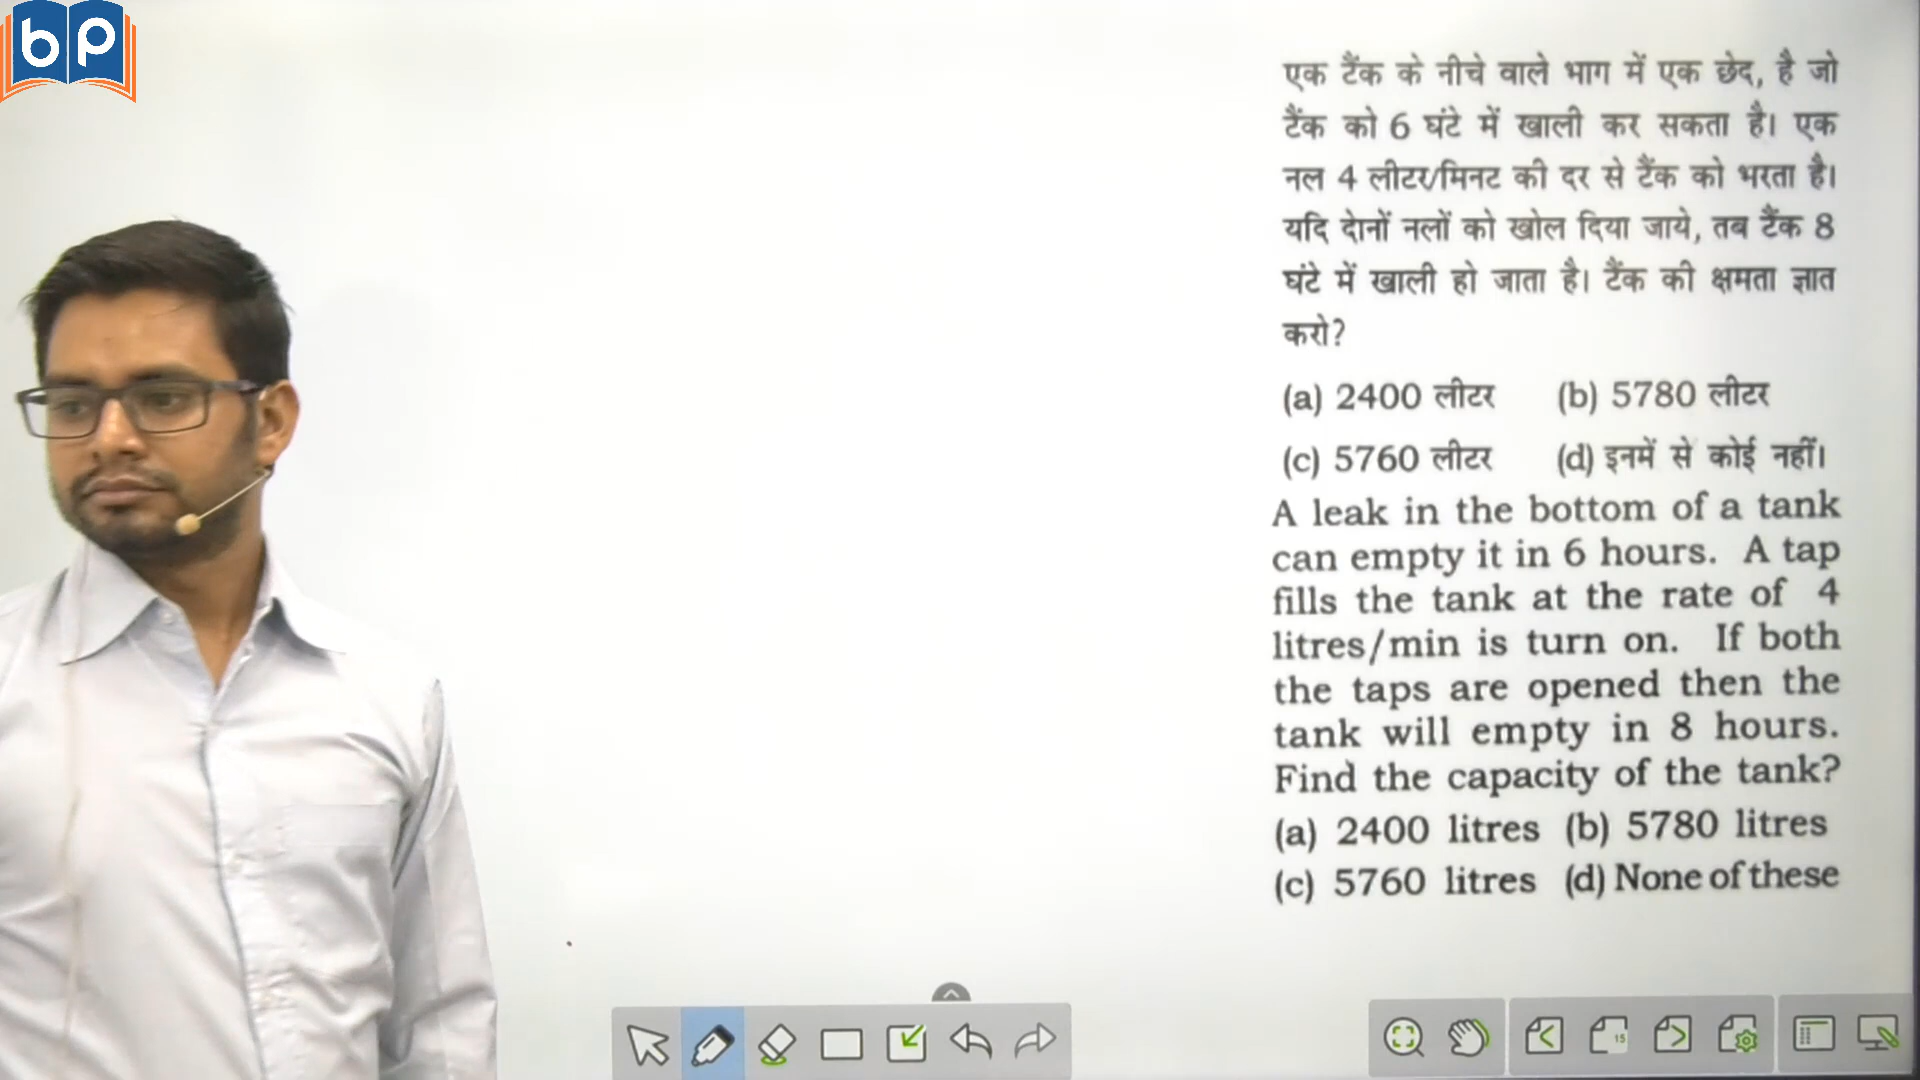 bp
एक टैंक के नीचे वाले भाग में एक छेद, है जो
टैंक को 6 घंटे में खाली कर सकता है। एक
नल 4 लीटर/मिनट की दर से टैंक को भरता है।
यदि दोनों नलों को खोल दिया जाये, तब टैंक 8
घंटे में खाली हो जाता है। टैंक की क्षमता ज्ञात
करो?
(a) 2400 लीटर (b) 5780 लीटर
(c) 5760 लीटर (d) इनमें से कोई नहीं।
A leak in the bottom of a tank
can empty it in 6 hours. A tap
fills the tank at the rate of 4
litres/min is turn on. If both
the taps are opened then the
tank will empty in 8 hours.
Find the capacity of the tank?
(a) 2400 litres (b) 5780 litres
(c) 5760 litres (d) None of these
15